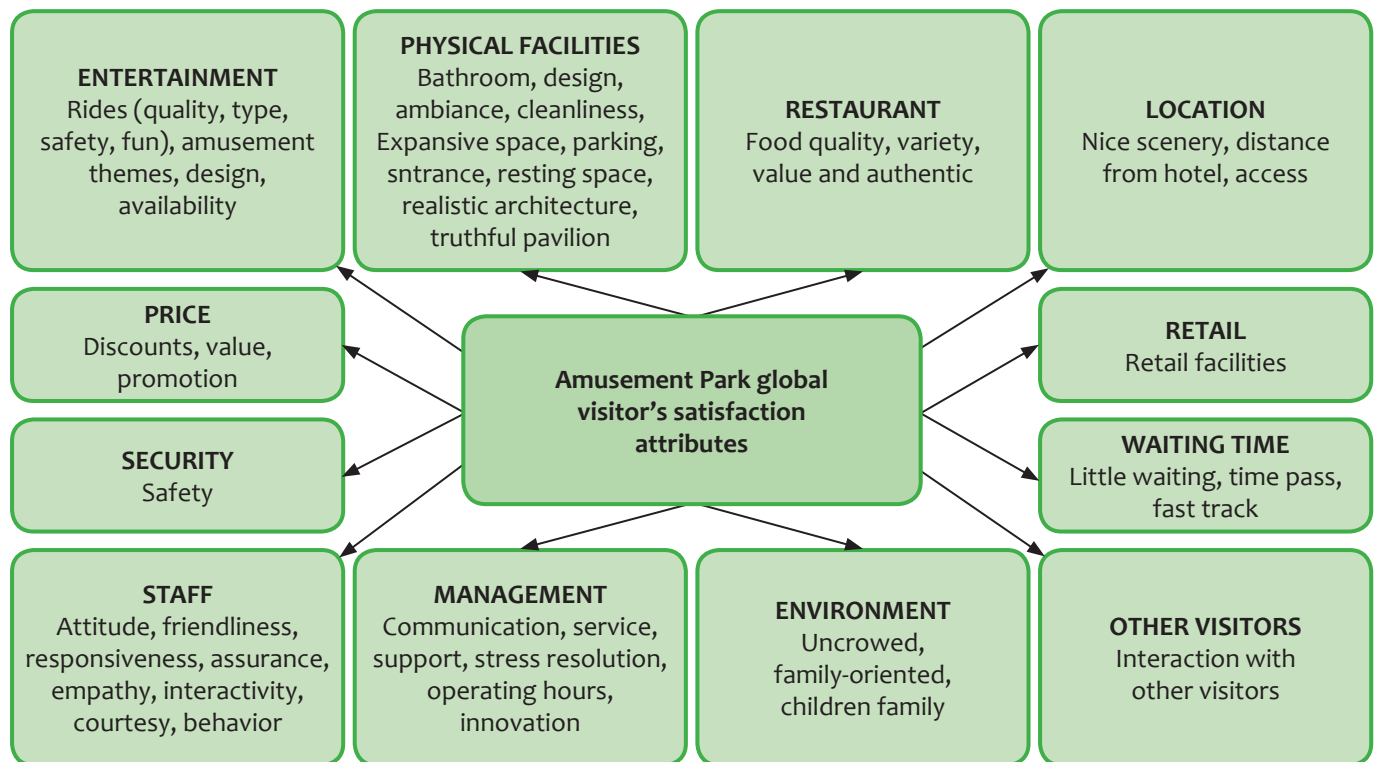 ENTERTAINMENT
Rides (quality, type,
safety, fun), amusement
themes, design,
availability
PHYSICAL FACILITIES
Bathroom, design,
ambiance, cleanliness,
Expansive space, parking,
sntrance, resting space,
realistic architecture,
truthful pavilion
RESTAURANT
Food quality, variety,
value and authentic
LOCATION
Nice scenery, distance
from hotel, access
PRICE
Discounts, value,
promotion
Amusement Park global
visitor’s satisfaction
attributes
RETAIL
Retail facilities
SECURITY
Safety
WAITING TIME
Little waiting, time pass,
fast track
STAFF
Attitude, friendliness,
responsiveness, assurance,
empathy, interactivity,
courtesy, behavior
MANAGEMENT
Communication, service,
support, stress resolution,
operating hours,
innovation
ENVIRONMENT
Uncrowed,
family-oriented,
children family
OTHER VISITORS
Interaction with
other visitors